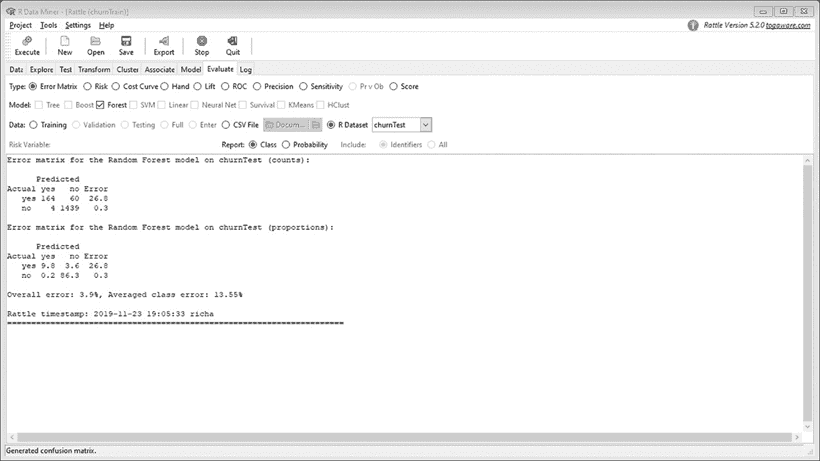 R Data Miner - [Rattle (churnTrain)]
Project Tools Settings Help Rattle Version 5.2.0 togaware.com
Execute New Open Save Export Stop Quit
Data Explore Test Transform Cluster Associate Model Evaluate Log
Type: Error Matrix Risk Cost Curve Hand Lift ROC Precision Sensitivity Pr v Ob Score
Model: Tree Boost Forest SVM Linear Neural Net Survival KMeans HClust
Data: Training Validation Testing Full Enter CSV File Docum... R Dataset churnTest
Risk Variable: Report: Class Probability Include: Identifiers All
Error matrix for the Random Forest model on churnTest (counts):
Predicted
Actual yes no Error
yes 164 60 26.8
no 4 1439 0.3
Error matrix for the Random Forest model on churnTest (proportions):
Predicted
Actual yes no Error
yes 9.8 3.6 26.8
no 0.2 86.3 0.3
Overall error: 3.9%, Averaged class error: 13.55%
Rattle timestamp: 2019-11-23 19:05:33 richa
======================================================================
Generated confusion matrix.